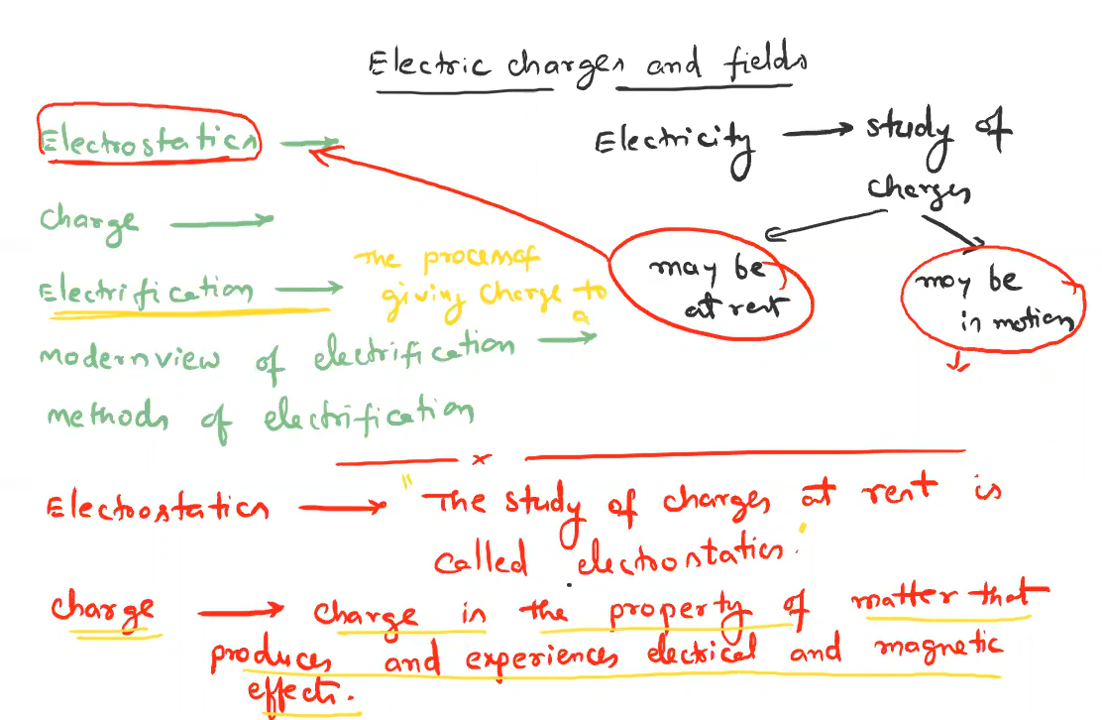 Electric charges and fields
Electrostatics →
Electricity → study of
charges
charge →
may be
at rest
may be
in motion
Electrification → The process of
giving charge to
a
modern view of electrification →
methods of electrification
x
Electrostatics → "The study of charges at rest is
called electrostatics."
charge → charge is the property of matter that
produces and experiences electrical and magnetic
effects.